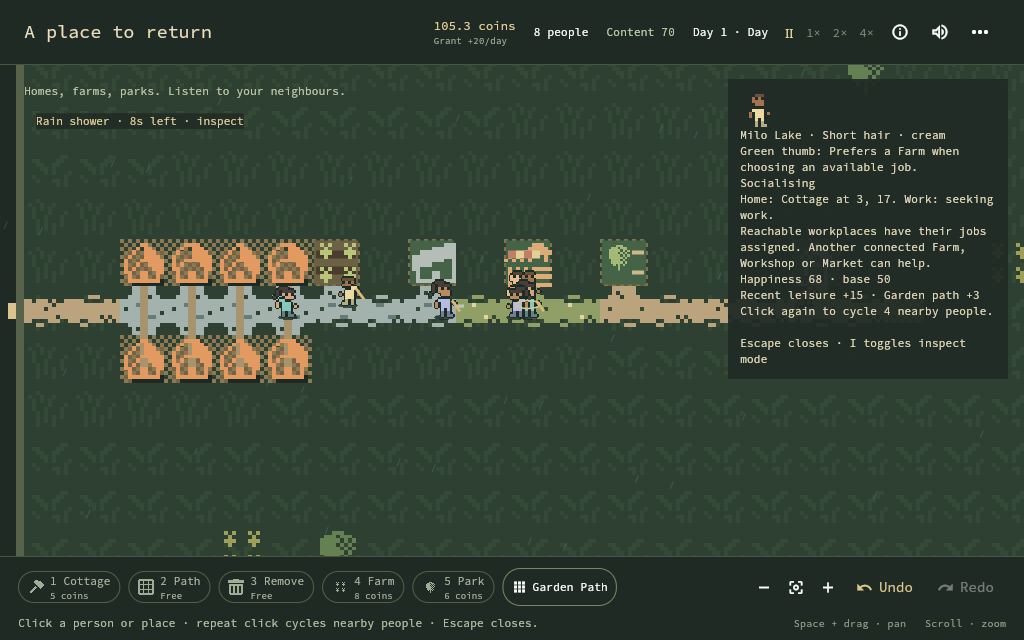 A place to return
105.3 coins
Grant +20/day
8 people
Content 70
Day 1 · Day
II
1×
2×
4×
Homes, farms, parks. Listen to your neighbours.
Rain shower · 8s left · inspect
Milo Lake · Short hair · cream
Green thumb: Prefers a Farm when
choosing an available job.
Socialising
Home: Cottage at 3, 17. Work: seeking
work.
Reachable workplaces have their jobs
assigned. Another connected Farm,
Workshop or Market can help.
Happiness 68 · base 50
Recent leisure +15 · Garden path +3
Click again to cycle 4 nearby people.
Escape closes · I toggles inspect
mode
1 Cottage
5 coins
2 Path
Free
3 Remove
Free
4 Farm
8 coins
5 Park
6 coins
Garden Path
Undo
Redo
Click a person or place · repeat click cycles nearby people · Escape closes.
Space + drag · pan
Scroll · zoom